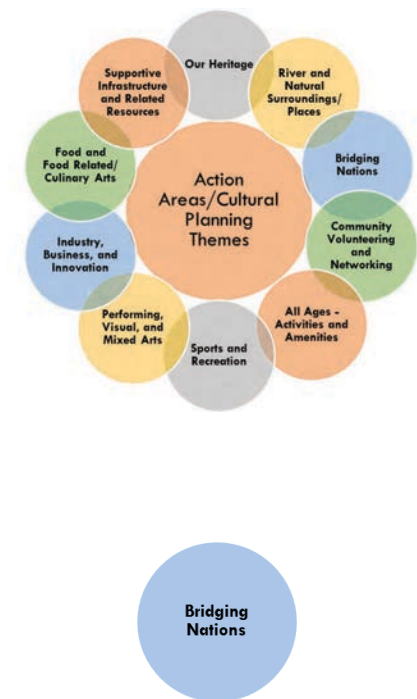 Our Heritage
River and
Natural
Surroundings/
Places
Bridging
Nations
Community
Volunteering
and
Networking
All Ages -
Activities and
Amenities
Sports and
Recreation
Performing,
Visual, and
Mixed Arts
Industry,
Business, and
Innovation
Food and
Food Related/
Culinary Arts
Supportive
Infrastructure
and Related
Resources
Action
Areas/Cultural
Planning
Themes
Bridging
Nations